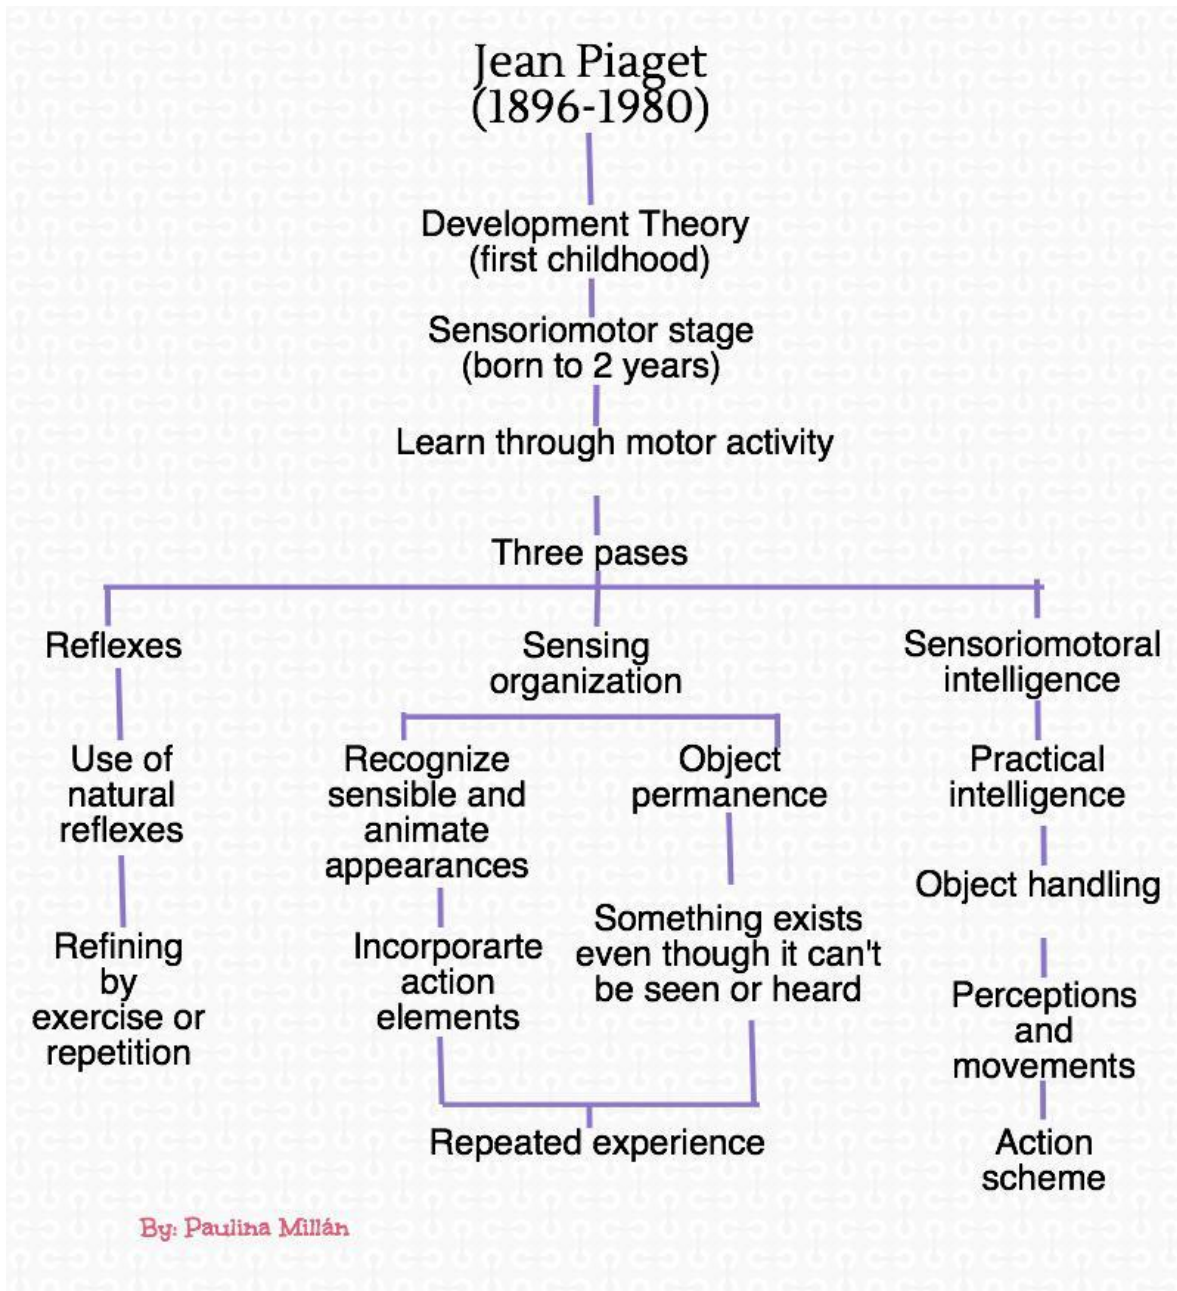 Jean Piaget
(1896-1980)
Development Theory
(first childhood)
Sensoriomotor stage
(born to 2 years)
Learn through motor activity
Three pases
Reflexes
Use of
natural
reflexes
Refining
by
exercise or
repetition
Sensing
organization
Recognize
sensible and
animate
appearances
Incorporarte
action
elements
Object
permanence
Something exists
even though it can't
be seen or heard
Repeated experience
Sensoriomotoral
intelligence
Practical
intelligence
Object handling
Perceptions
and
movements
Action
scheme
By: Paulina Millán